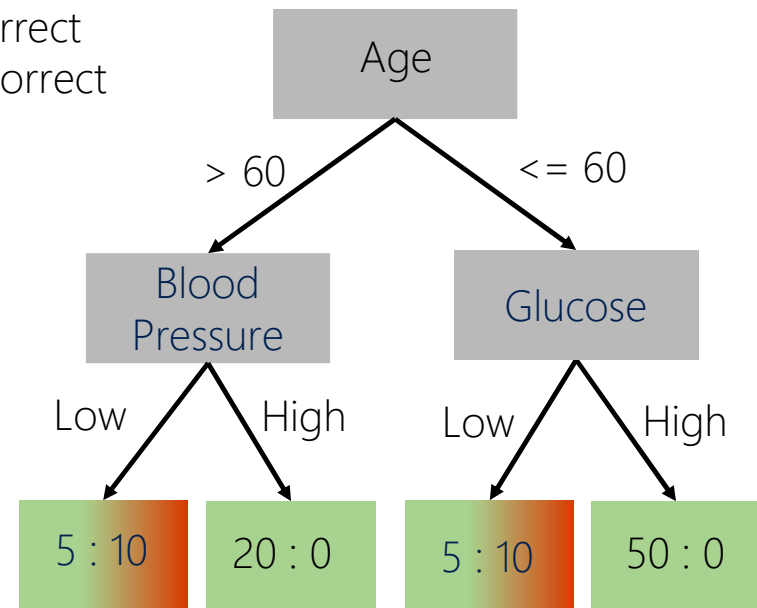 rrect
orrect
Age
> 60
<= 60
Blood
Pressure
Glucose
Low
High
Low
High
5 : 10
20 : 0
5 : 10
50 : 0